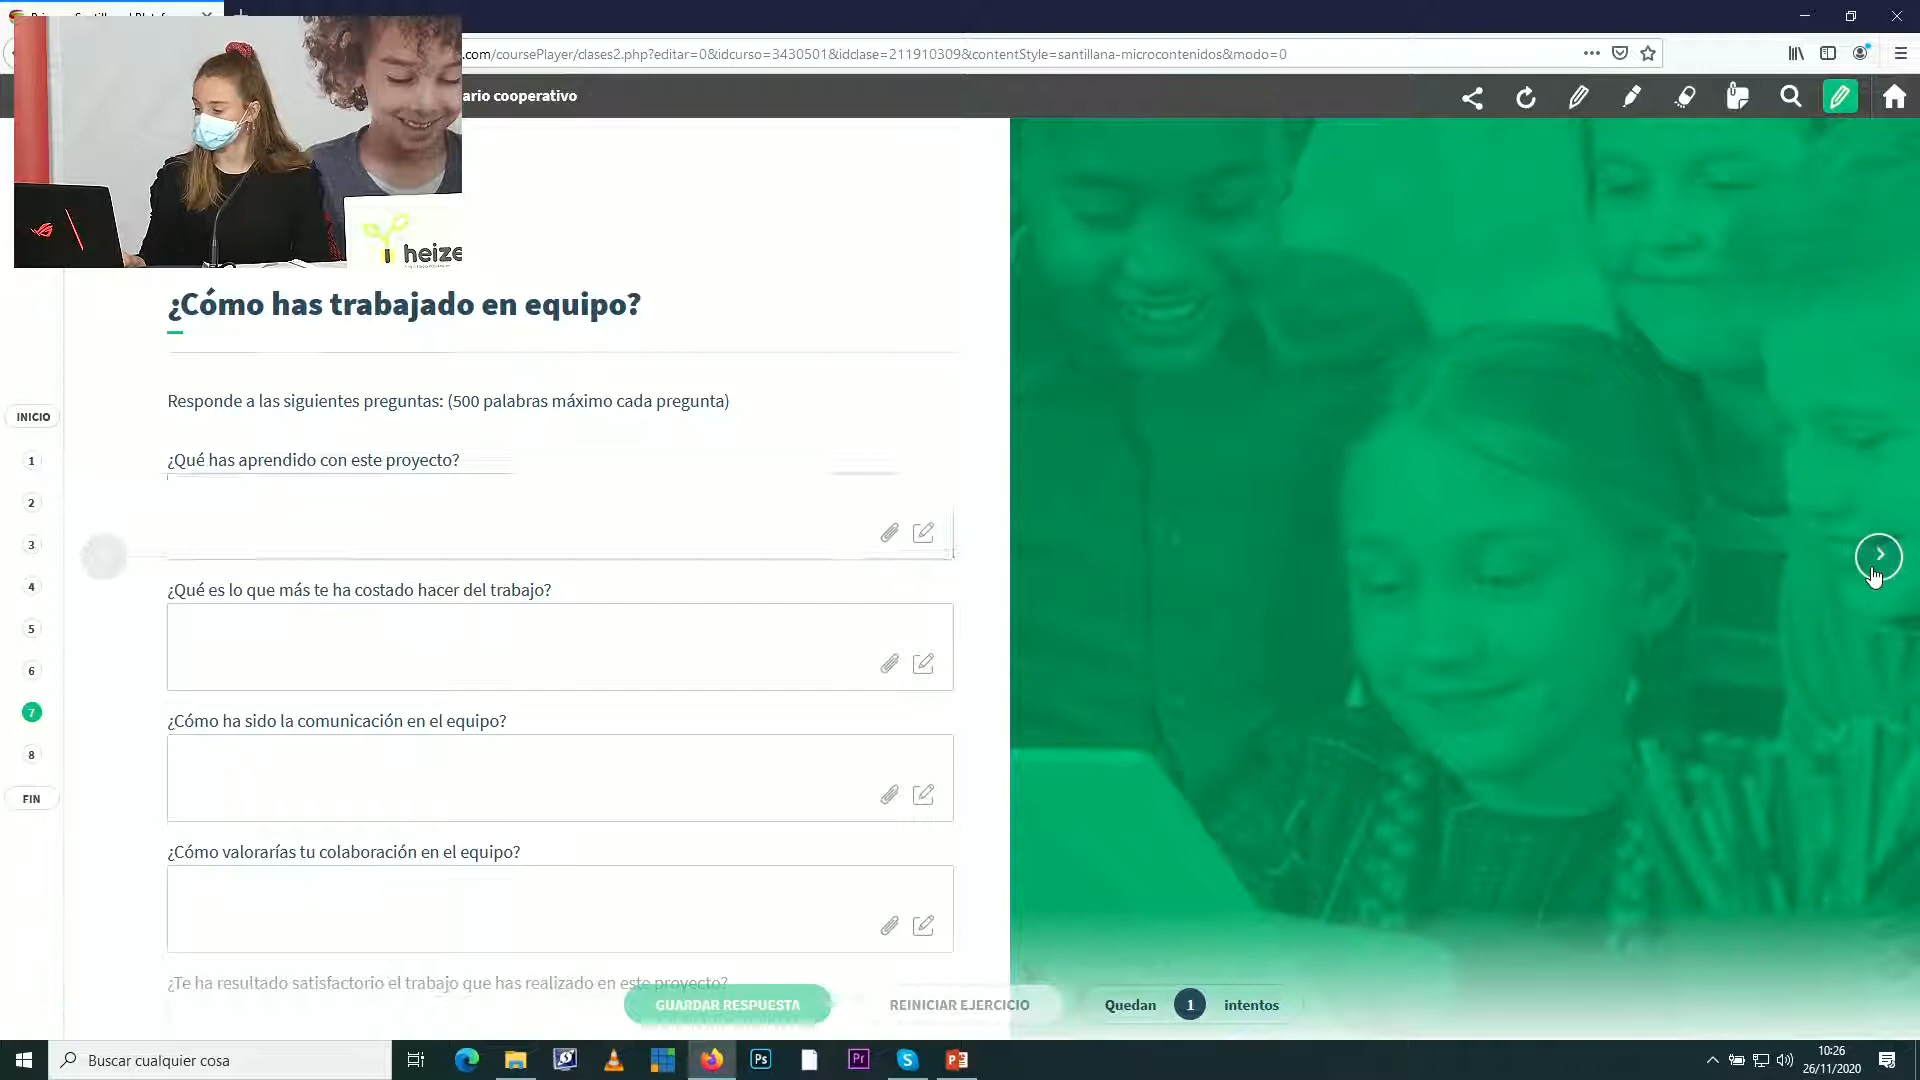 .com/coursePlayer/clases2.php?editar=0&idcurso=3430501&idclase=211910309&contentStyle=santillana-microcontenidos&modo=0
ario cooperativo
heize
¿Cómo has trabajado en equipo?
Responde a las siguientes preguntas: (500 palabras máximo cada pregunta)
¿Qué has aprendido con este proyecto?
¿Qué es lo que más te ha costado hacer del trabajo?
¿Cómo ha sido la comunicación en el equipo?
¿Cómo valorarías tu colaboración en el equipo?
¿Te ha resultado satisfactorio el trabajo que has realizado en este proyecto?
INICIO
1
2
3
4
5
6
7
8
FIN
GUARDAR RESPUESTA
REINICIAR EJERCICIO
Quedan 1 intentos
Buscar cualquier cosa
Ps
Pr
10:26
26/11/2020